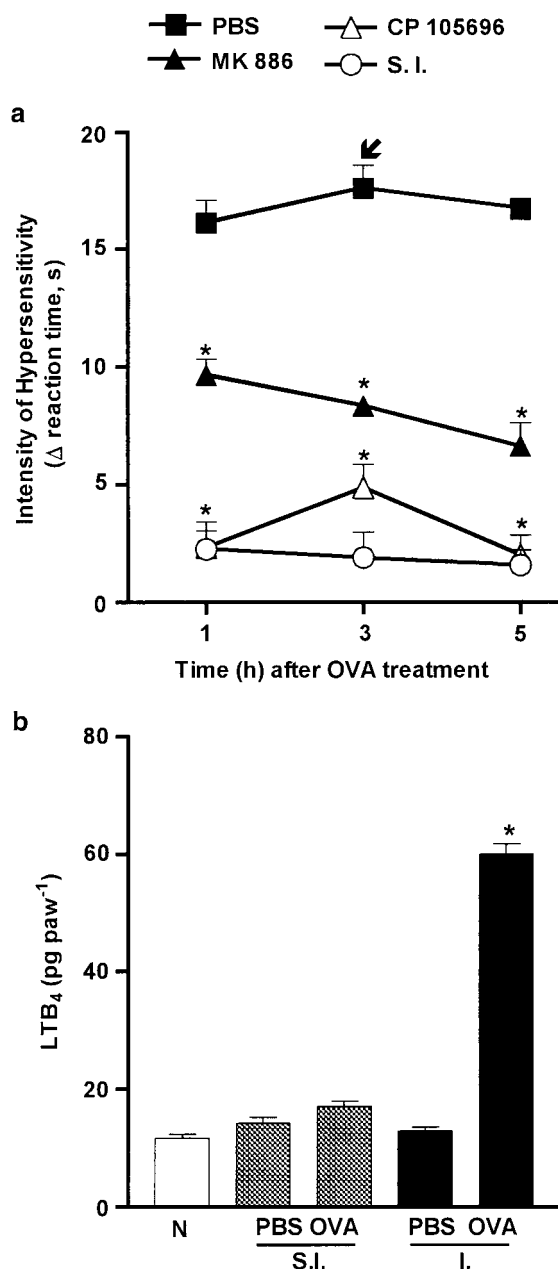 PBS
CP 105696
MK 886
S. I.
a
20
15
10
5
0
Intensity of Hypersensitivity
(Δ reaction time, s)
*
*
*
*
*
*
1
3
5
Time (h) after OVA treatment
b
80
60
40
20
0
LTB₄ (pg paw⁻¹)
*
N
PBS OVA
PBS OVA
S.I.
I.